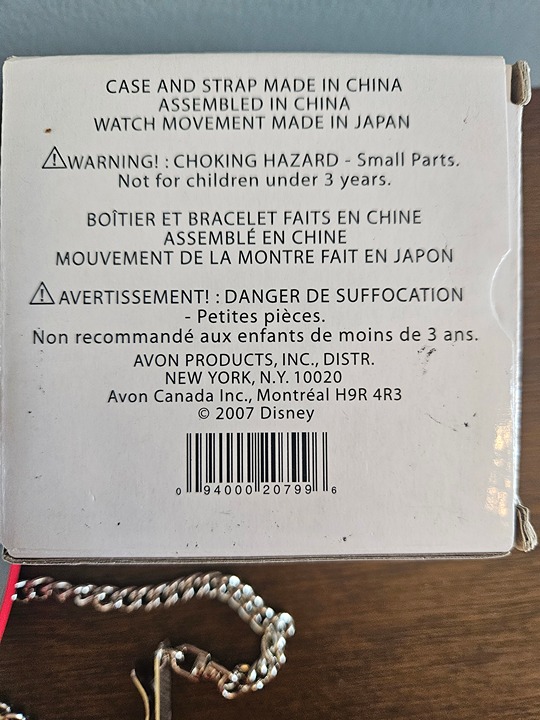 CASE AND STRAP MADE IN CHINA
ASSEMBLED IN CHINA
WATCH MOVEMENT MADE IN JAPAN
⚠WARNING! : CHOKING HAZARD - Small Parts.
Not for children under 3 years.
BOÎTIER ET BRACELET FAITS EN CHINE
ASSEMBLÉ EN CHINE
MOUVEMENT DE LA MONTRE FAIT EN JAPON
⚠AVERTISSEMENT! : DANGER DE SUFFOCATION
- Petites pièces.
Non recommandé aux enfants de moins de 3 ans.
AVON PRODUCTS, INC., DISTR.
NEW YORK, N.Y. 10020
Avon Canada Inc., Montréal H9R 4R3
© 2007 Disney
0 94000 20799 6